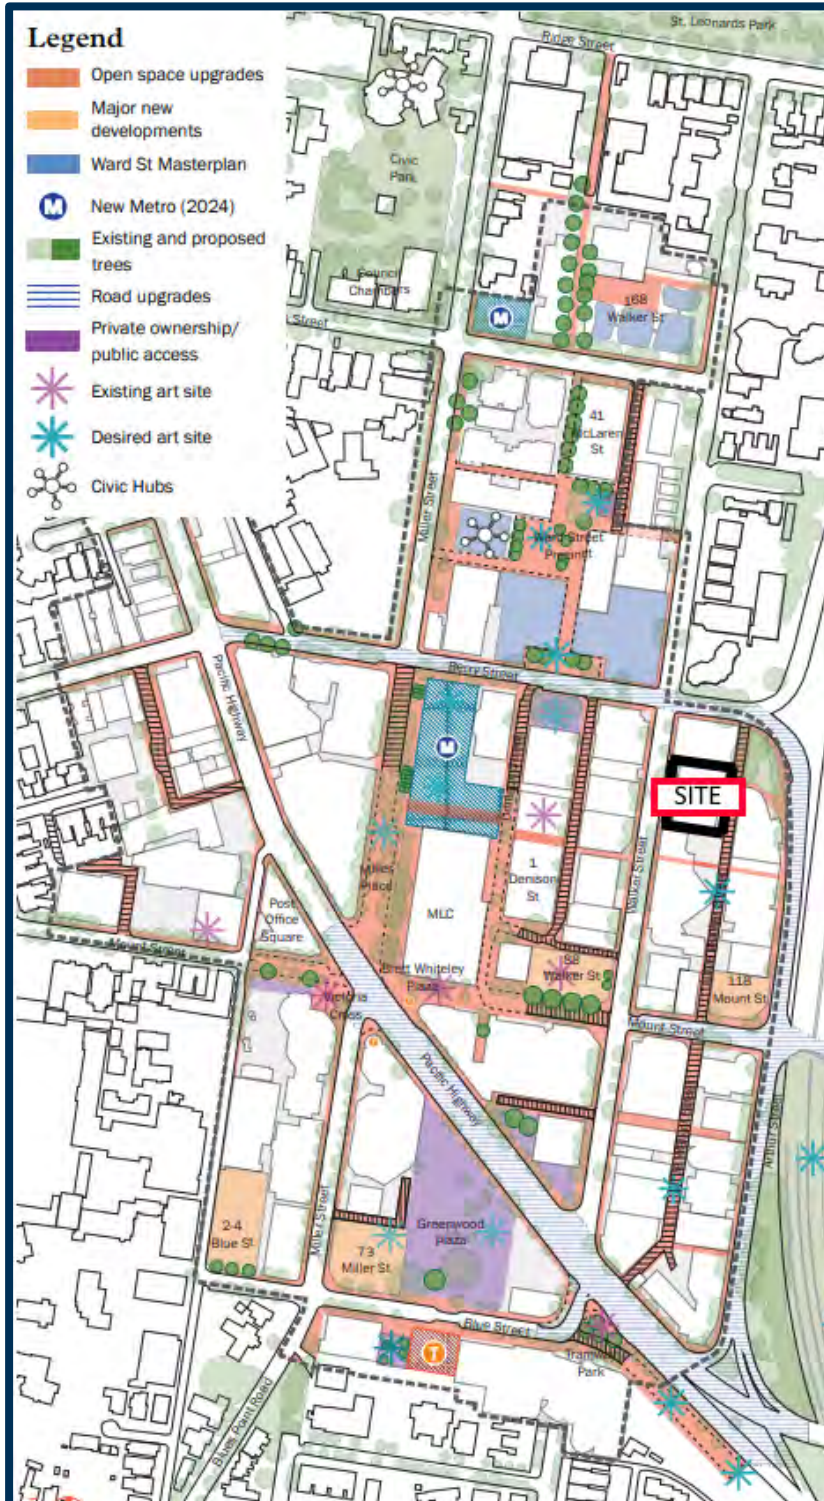 Legend
Open space upgrades
Major new
developments
Ward St Masterplan
M
New Metro (2024)
Existing and proposed
trees
Road upgrades
Private ownership/
public access
Existing art site
Desired art site
Civic Hubs
St. Leonards Park
Ridge Street
Civic
Park
Council
Chambers
Street
M
168
Walker St
41
McLaren
St
Miller Street
Ward Street
Precinct
Berry Street
Pacific Highway
M
SITE
Walker Street
1
Denison
St
Miller
Place
MLC
Post
Office
Square
Mount Street
88
Walker St
Brett Whiteley
Plaza
Victoria
Cross
118
Mount St
Mount Street
Pacific Highway
Arthur Street
Miller Street
2-4
Blue St
73
Miller St
Greenwood
Plaza
Blue Street
T
Tramway
Park
Blues Point Road